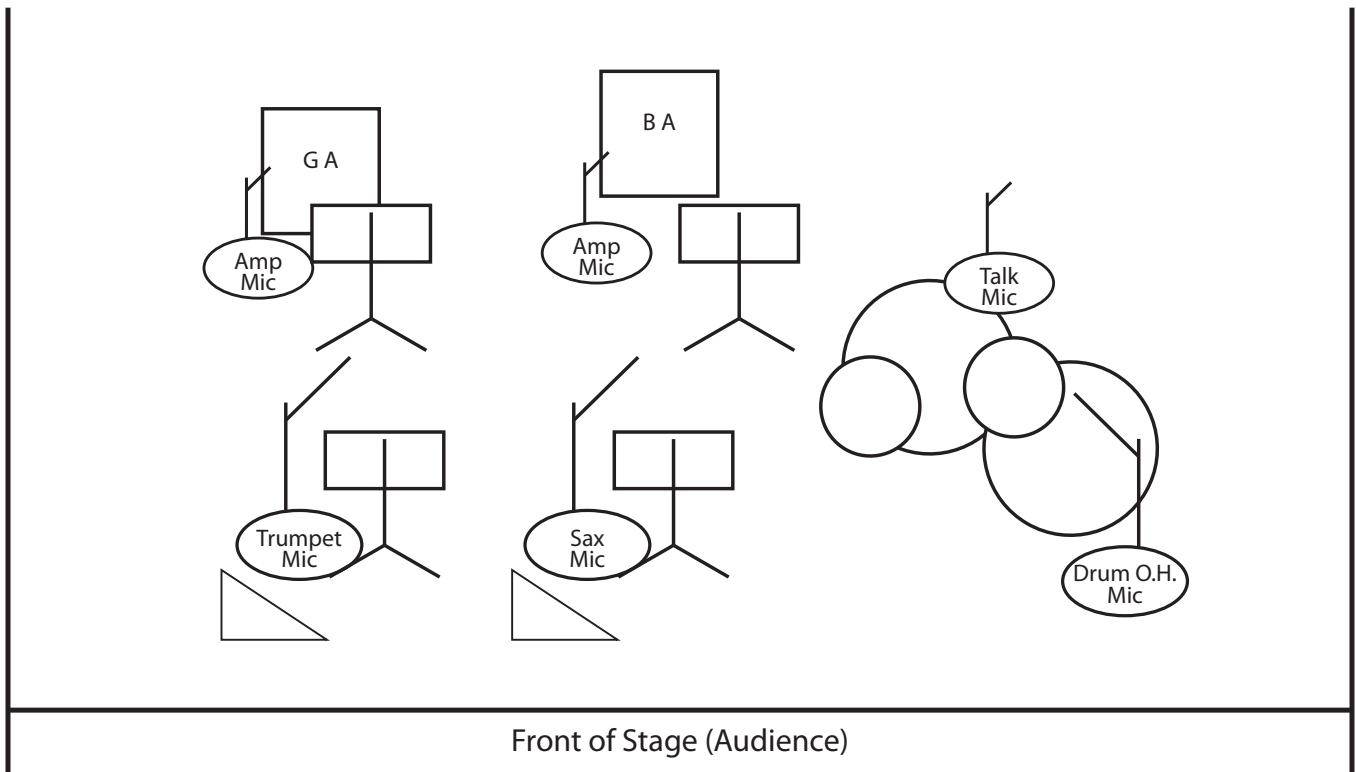 B A
G A
Amp
Mic
Amp
Mic
Talk
Mic
Trumpet
Mic
Sax
Mic
Drum O.H.
Mic
Front of Stage (Audience)